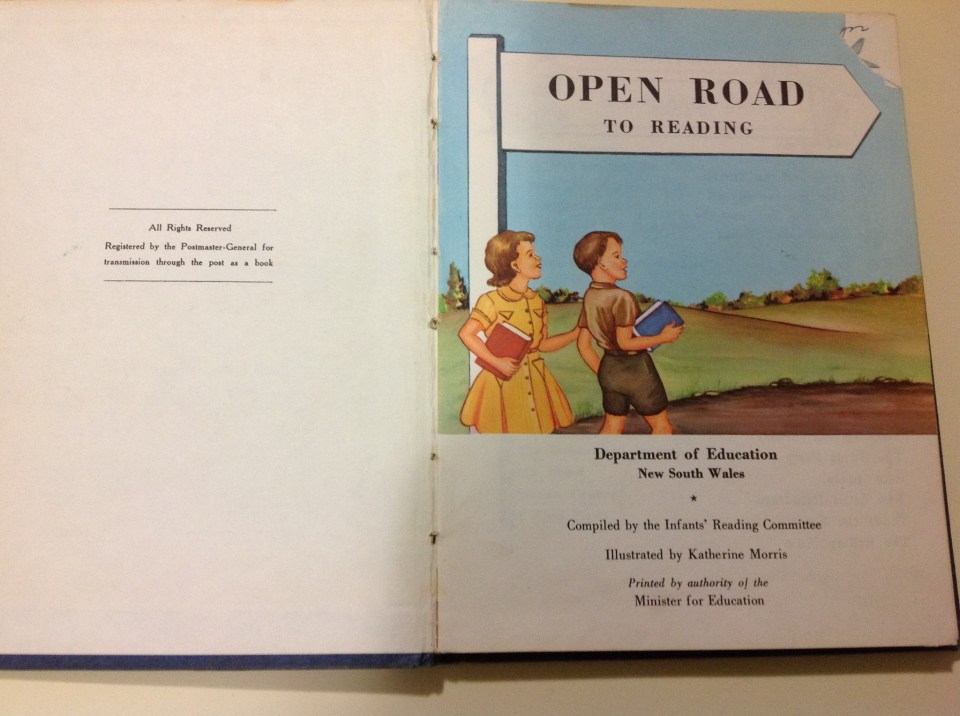 All Rights Reserved
Registered by the Postmaster-General for
transmission through the post as a book
OPEN ROAD
TO READING
Department of Education
New South Wales
Compiled by the Infants' Reading Committee
Illustrated by Katherine Morris
Printed by authority of the
Minister for Education